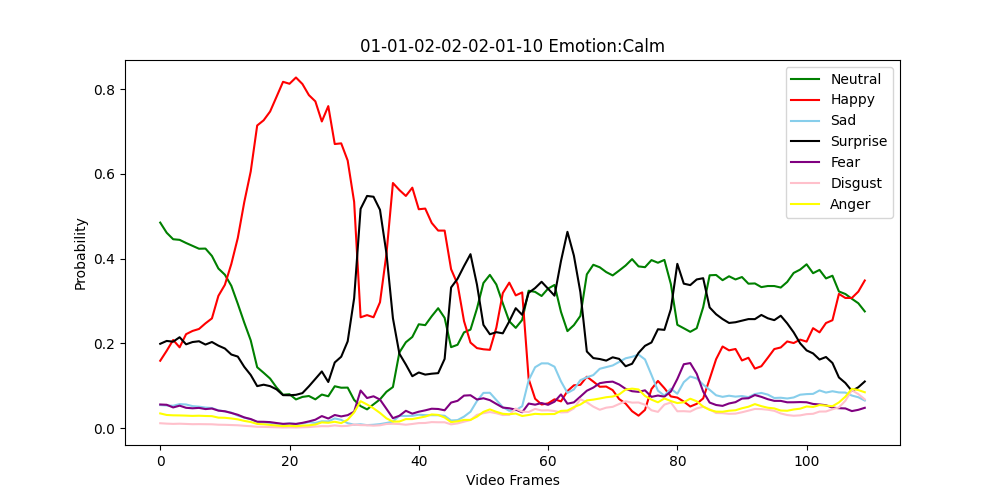 01-01-02-02-02-01-10 Emotion:Calm
Probability
0.8
0.6
0.4
0.2
0.0
Neutral
Happy
Sad
Surprise
Fear
Disgust
Anger
0 20 40 60 80 100
Video Frames